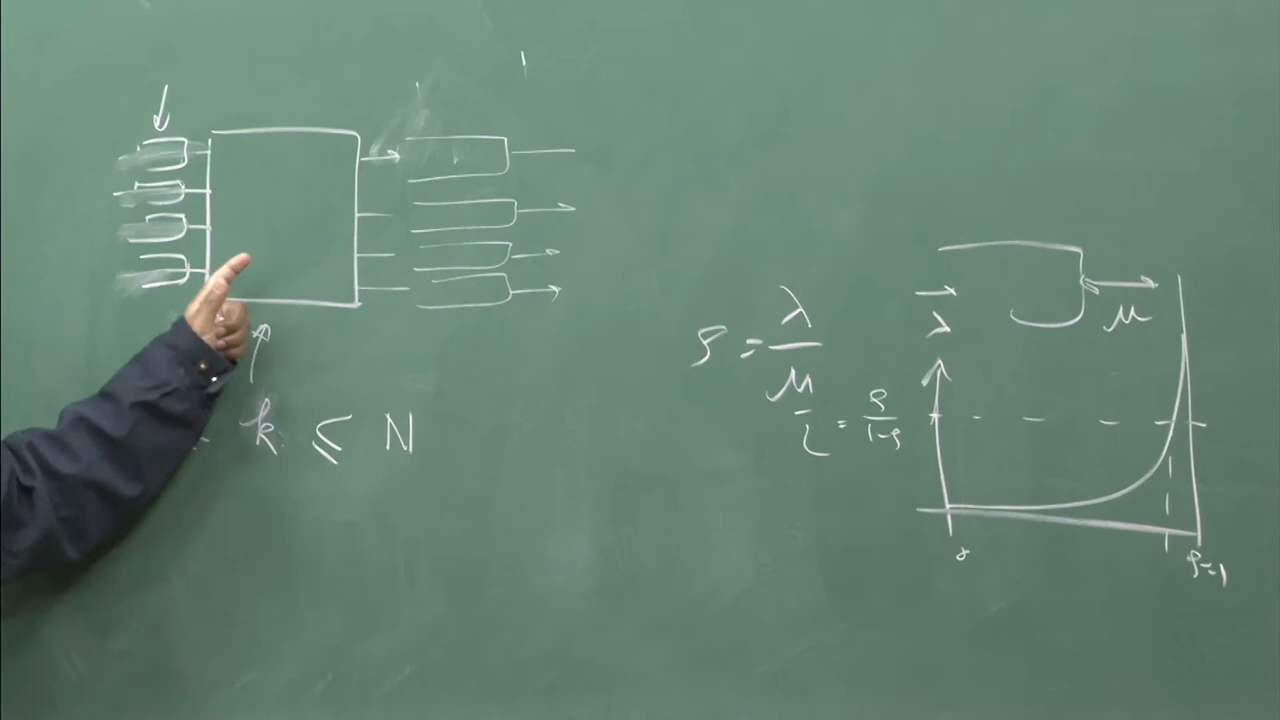 k ≤ N
ρ = λ/μ
λ
μ
L̄ = ρ/1-ρ
ρ=1